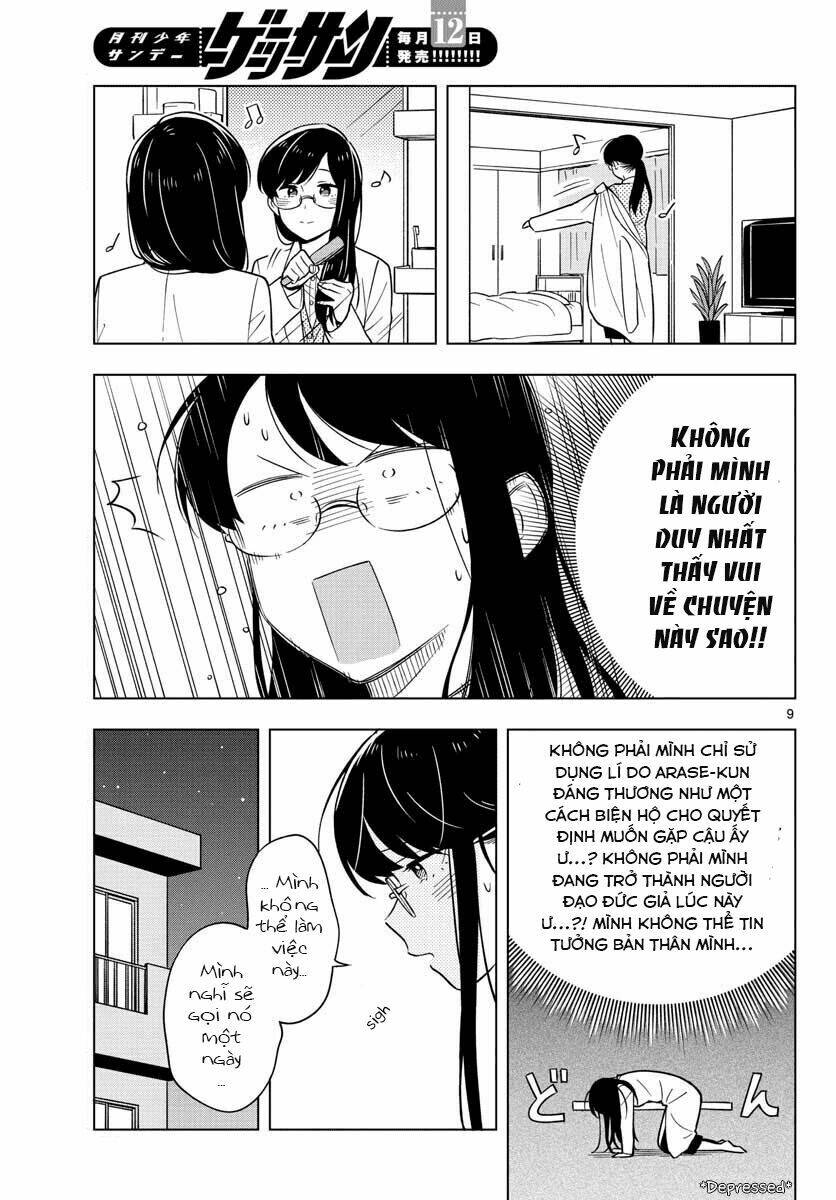 月刊少年
サンデー
ゲッサン
毎月12日
発売!!!!!!!!!
KHÔNG
PHẢI MÌNH
LÀ NGƯỜI
DUY NHẤT
THẤY VUI
VỀ CHUYỆN
NÀY SAO!!
9
KHÔNG PHẢI MÌNH CHỈ SỬ
DỤNG LÍ DO ARASE-KUN
ĐÁNG THƯƠNG NHƯ MỘT
CÁCH BIỆN HỘ CHO QUYẾT
ĐỊNH MUỐN GẶP CẬU ẤY
Ư...? KHÔNG PHẢI MÌNH
ĐANG TRỞ THÀNH NGƯỜI
ĐẠO ĐỨC GIẢ LÚC NÀY
Ư...?! MÌNH KHÔNG THỂ TIN
TƯỞNG BẢN THÂN MÌNH...
どん
*Depressed*
sigh
... Mình
không
thể làm
việc
này...
Mình
nghĩ sẽ
gọi nó
một
ngày
...